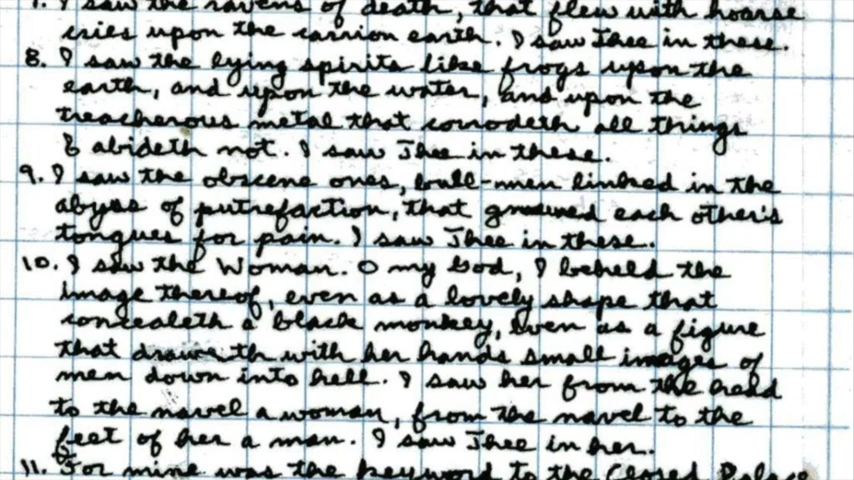 7. I saw the ravens of death, that flew with hoarse
cries upon the carrion earth. I saw Thee in these.
8. I saw the lying spirits like frogs upon the
earth, and upon the water, and upon the
treacherous metal that corrodeth all things
& abideth not. I saw Thee in these.
9. I saw the obscene ones, bull-men linked in the
abyss of putrefaction, that gnawed each other's
tongues for pain. I saw Thee in these.
10. I saw the Woman. O my God, I beheld the
image thereof, even as a lovely shape that
concealeth a black monkey, even as a figure
that draweth with her hands small images of
men down into hell. I saw her from the head
to the navel a woman, from the navel to the
feet of her a man. I saw Thee in her.
11. For mine was the keyword to the Closed Palace